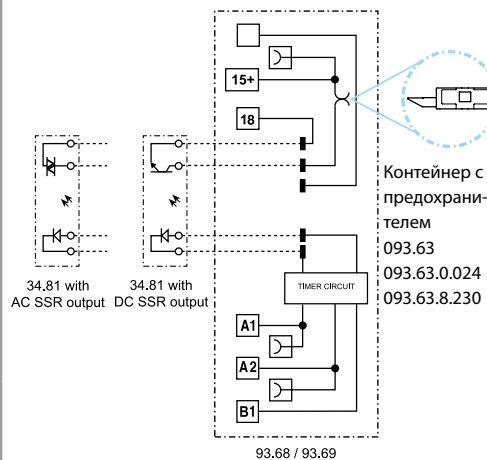 15+
18
Контейнер с
предохрани-
телем
093.63
093.63.0.024
093.63.8.230
34.81 with
AC SSR output
34.81 with
DC SSR output
TIMER CIRCUIT
A1
A2
B1
93.68 / 93.69